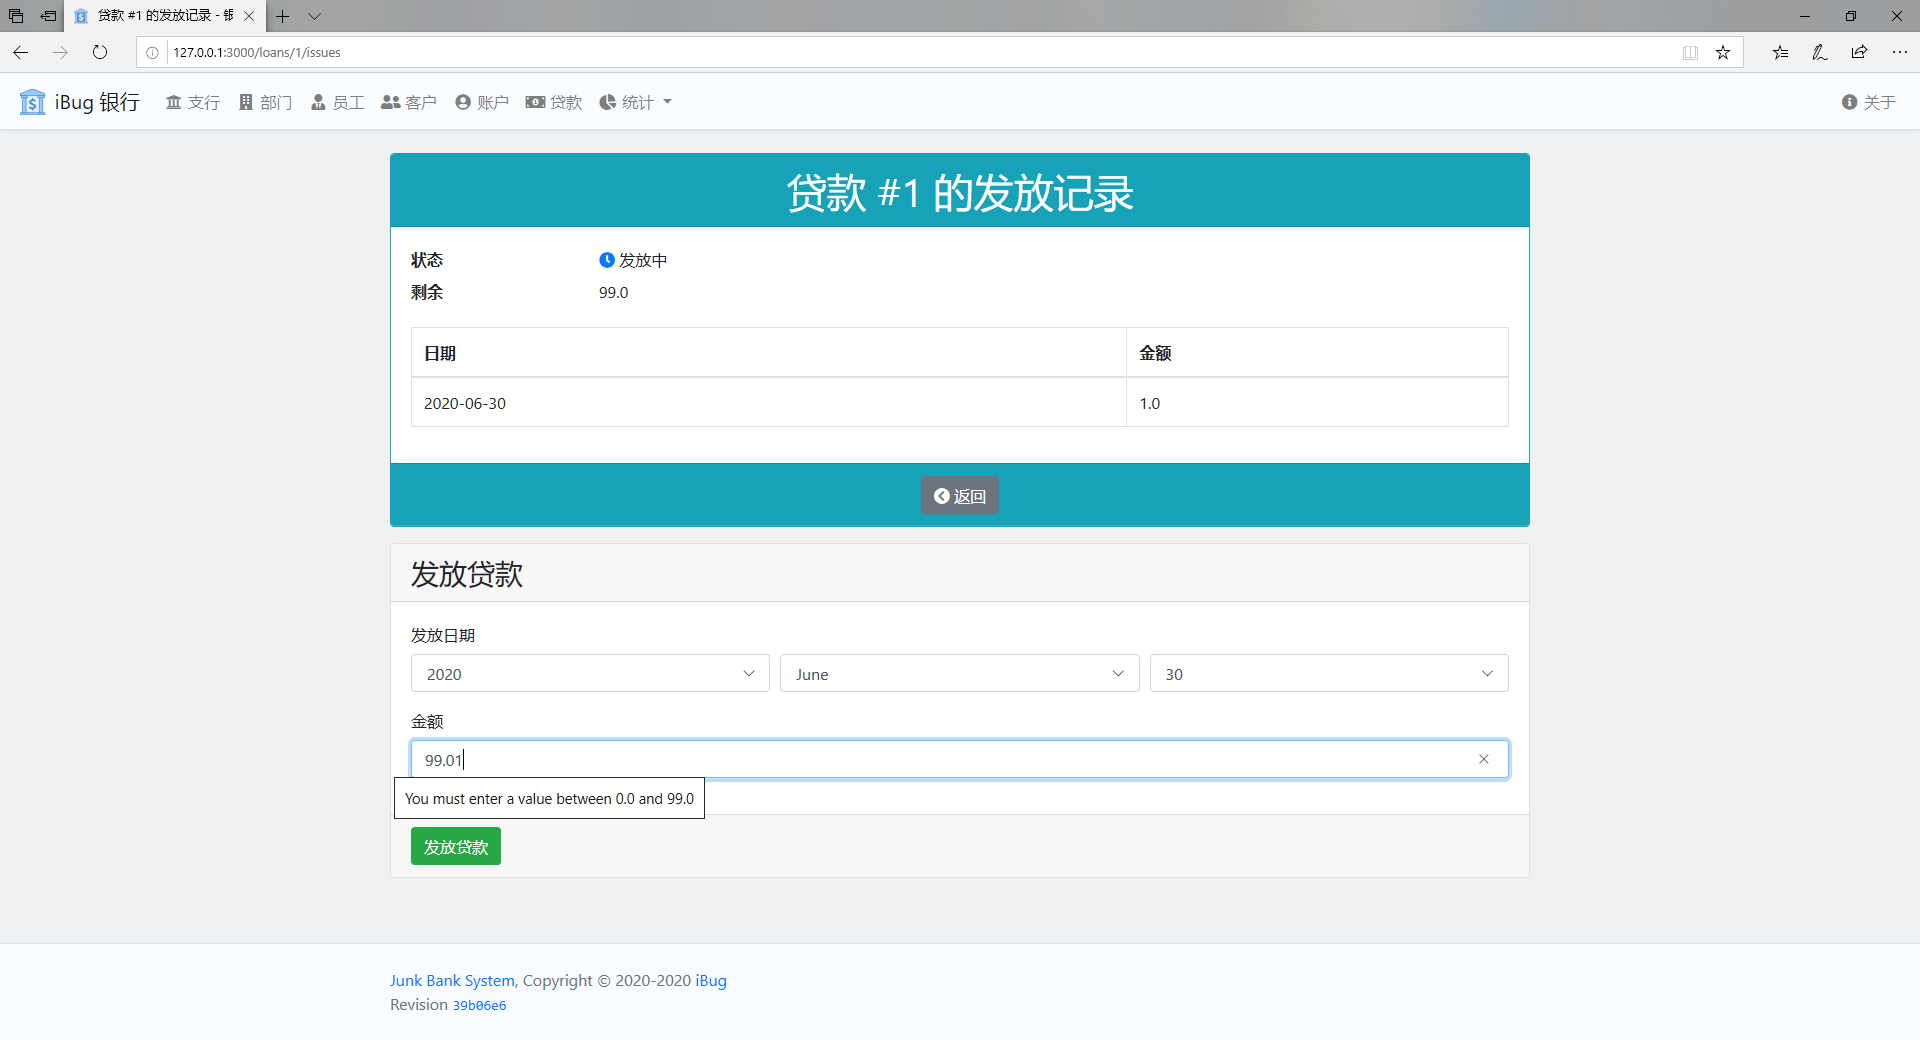 贷款 #1 的发放记录 - 银
127.0.0.1:3000/loans/1/issues
iBug 银行 支行 部门 员工 客户 账户 贷款 统计 关于
贷款 #1 的发放记录
状态 发放中
剩余 99.0
日期 金额
2020-06-30 1.0
返回
发放贷款
发放日期
2020 June 30
金额
99.01
You must enter a value between 0.0 and 99.0
发放贷款
Junk Bank System, Copyright © 2020-2020 iBug
Revision 39b06e6